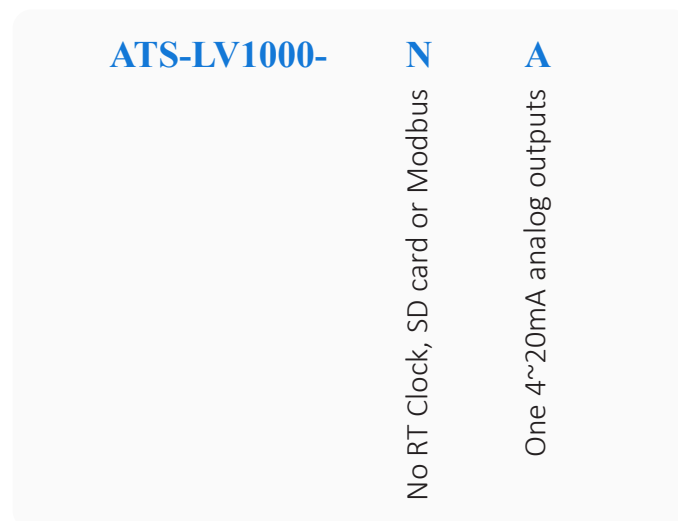 ATS-LV1000- N A
No RT Clock, SD card or Modbus
One 4~20mA analog outputs